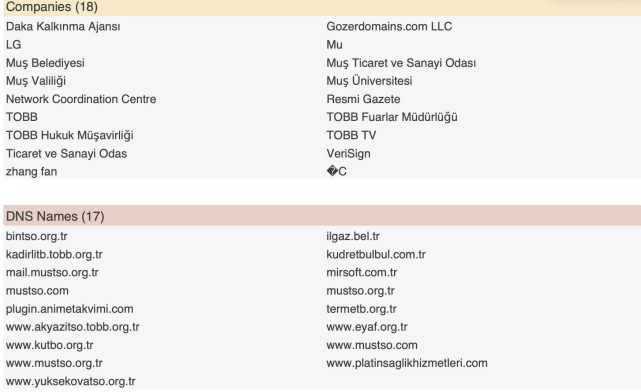 Companies (18)
Daka Kalkınma Ajansı Gozerdomains.com LLC
LG Mu
Muş Belediyesi Muş Ticaret ve Sanayi Odası
Muş Valiliği Muş Üniversitesi
Network Coordination Centre Resmi Gazete
TOBB TOBB Fuarlar Müdürlüğü
TOBB Hukuk Müşavirliği TOBB TV
Ticaret ve Sanayi Odas VeriSign
zhang fan �C
DNS Names (17)
bintso.org.tr ilgaz.bel.tr
kadirlitb.tobb.org.tr kudretbulbul.com.tr
mail.mustso.org.tr mirsoft.com.tr
mustso.com mustso.org.tr
plugin.animetakvimi.com termetb.org.tr
www.akyazitso.tobb.org.tr www.eyaf.org.tr
www.kutbo.org.tr www.mustso.com
www.mustso.org.tr www.platinsaglikhizmetleri.com
www.yuksekovatso.org.tr